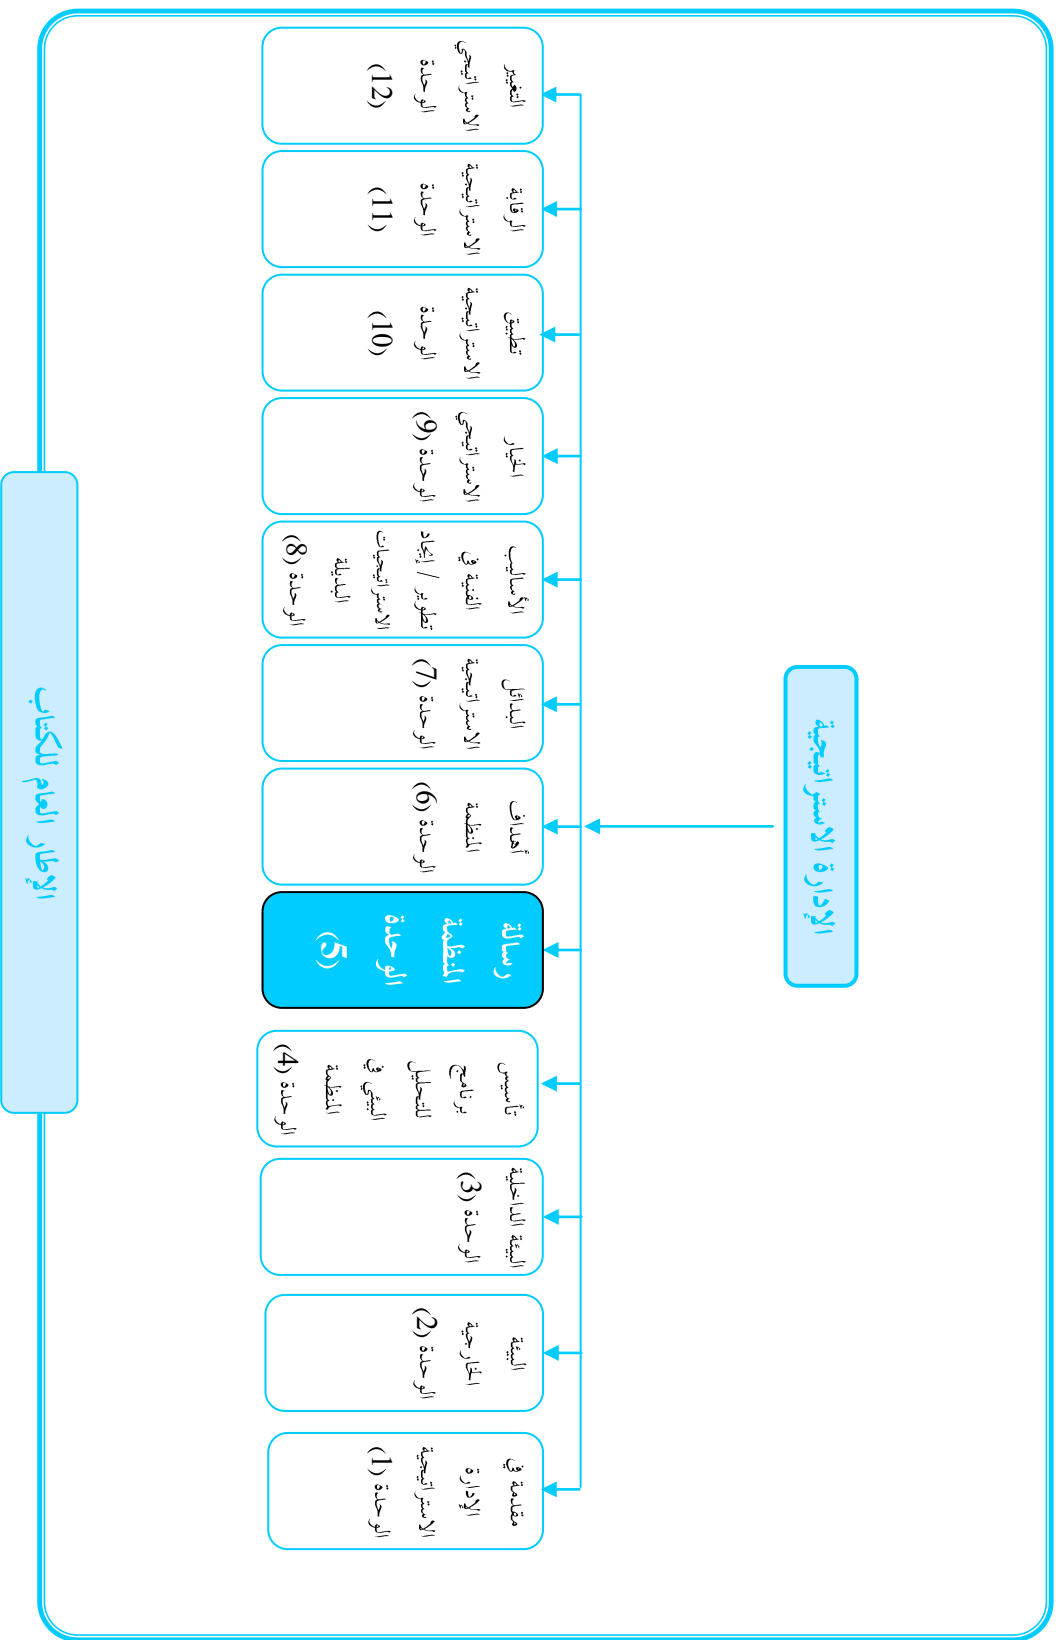 الإدارة الاستراتيجية
مقدمة في
الإدارة
الاستراتيجية
الوحدة (1)
البيئة
الخارجية
الوحدة (2)
البيئة الداخلية
الوحدة (3)
تأسيس
برنامج
للتحليل
البيئي في
المنظمة
الوحدة (4)
رسالة
المنظمة
الوحدة
(5)
أهداف
المنظمة
الوحدة (6)
البدائل
الاستراتيجية
الوحدة (7)
الأساليب
الفنية في
تطوير / إيجاد
الاستراتيجيات
البديلة
الوحدة (8)
الخيار
الاستراتيجي
الوحدة (9)
تطبيق
الاستراتيجية
الوحدة
(10)
الرقابة
الاستراتيجية
الوحدة
(11)
التغيير
الاستراتيجي
الوحدة
(12)
الإطار العام للكتاب